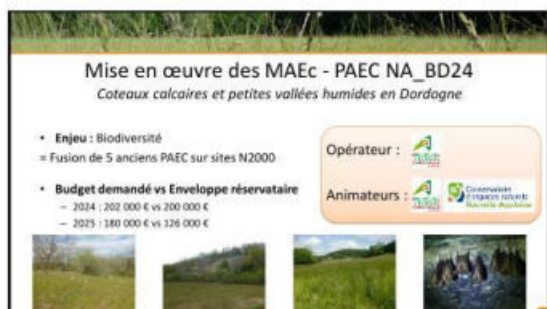 Mise en œuvre des MAEc - PAEC NA_BD24
Coteaux calcaires et petites vallées humides en Dordogne
• Enjeu : Biodiversité
= Fusion de 5 anciens PAEC sur sites N2000
• Budget demandé vs Enveloppe réservataire
– 2024 : 202 000 € vs 200 000 €
– 2025 : 180 000 € vs 126 000 €
Opérateur :
Animateurs :
Conservatoire
d'espaces naturels
Nouvelle-Aquitaine